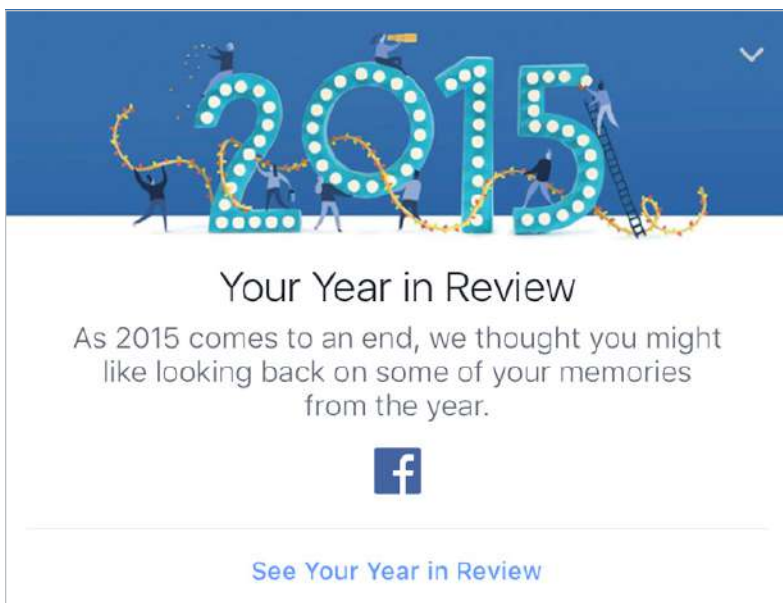 2015
Your Year in Review
As 2015 comes to an end, we thought you might
like looking back on some of your memories
from the year.
f
See Your Year in Review